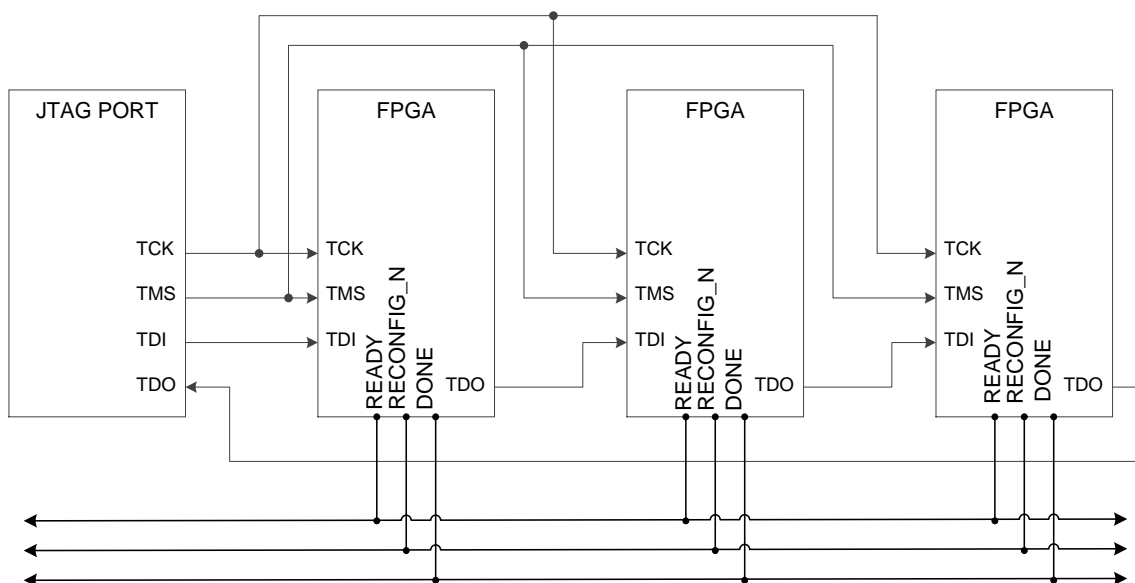 JTAG PORT
TCK
TMS
TDI
TDO
FPGA
TCK
TMS
TDI
READY
RECONFIG_N
DONE
TDO
FPGA
TCK
TMS
TDI
READY
RECONFIG_N
DONE
TDO
FPGA
TCK
TMS
TDI
READY
RECONFIG_N
DONE
TDO